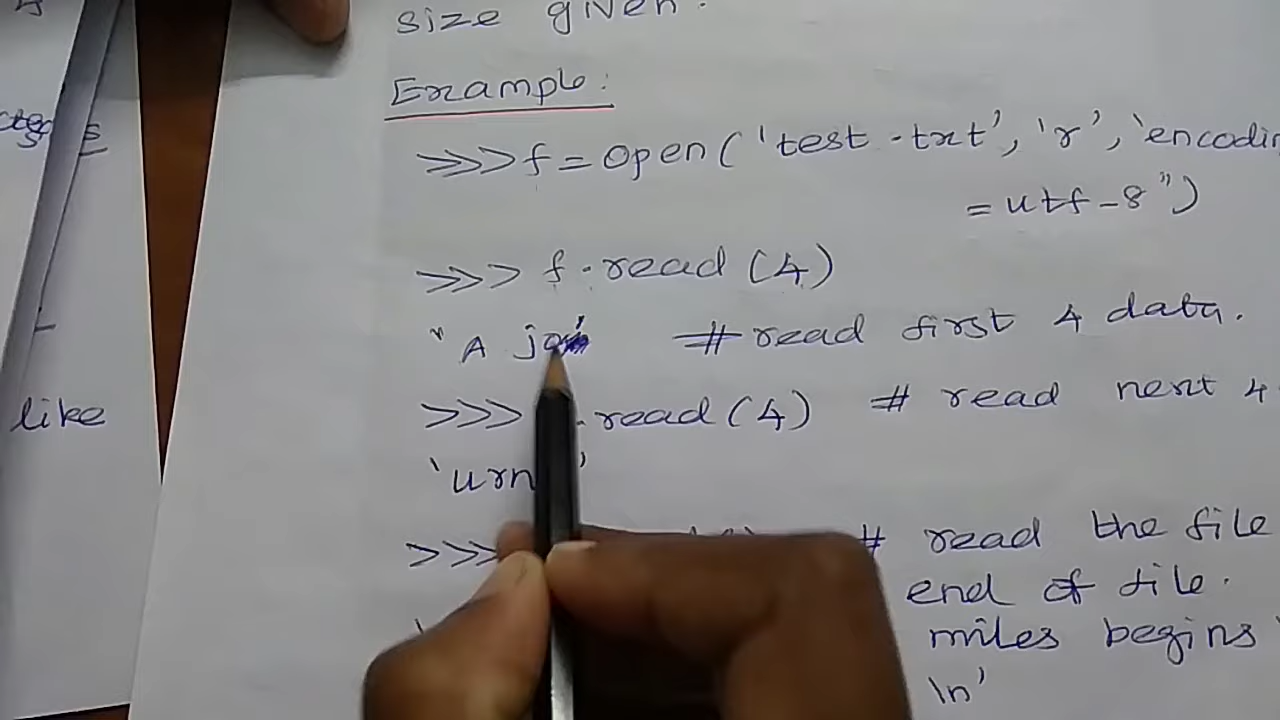 size given.
Example:
>>>f=open('test.txt','r','encodin
=utf-8")
>>> f.read(4)
"A jo' #read first 4 data.
>>> .read(4) # read next 4
like
'urn '
>>> # read the file
end of file.
miles begins
\n'